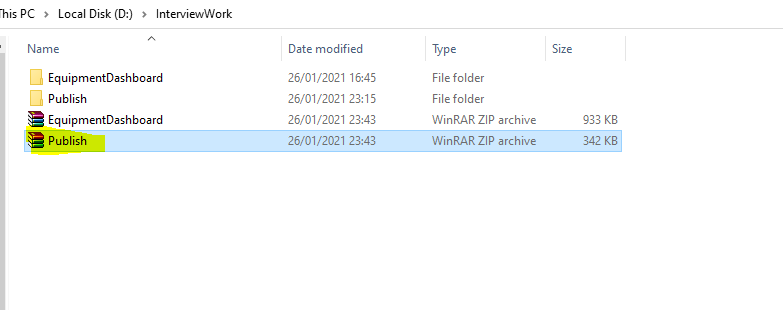 This PC > Local Disk (D:) > InterviewWork
Name Date modified Type Size
EquipmentDashboard 26/01/2021 16:45 File folder
Publish 26/01/2021 23:15 File folder
EquipmentDashboard 26/01/2021 23:43 WinRAR ZIP archive 933 KB
Publish 26/01/2021 23:43 WinRAR ZIP archive 342 KB